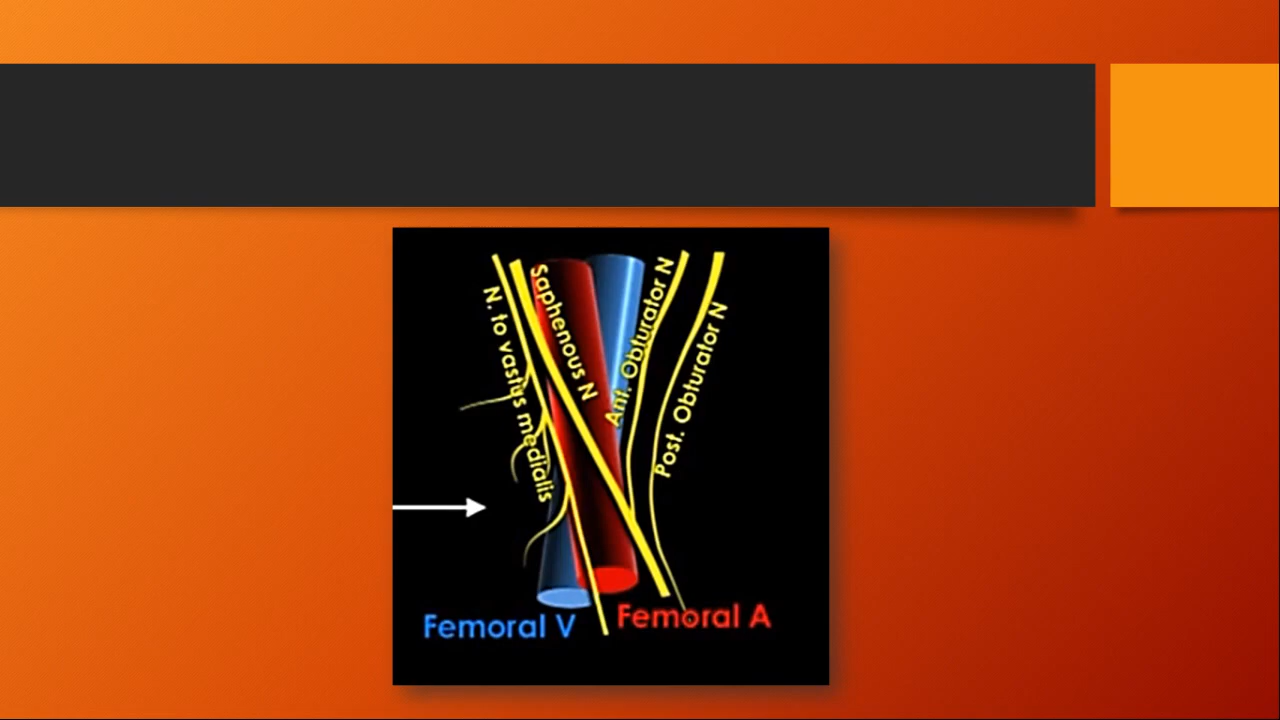 N. to vastus medialis
Saphenous N
Ant. Obturator N
Post. Obturator N
Femoral V
Femoral A